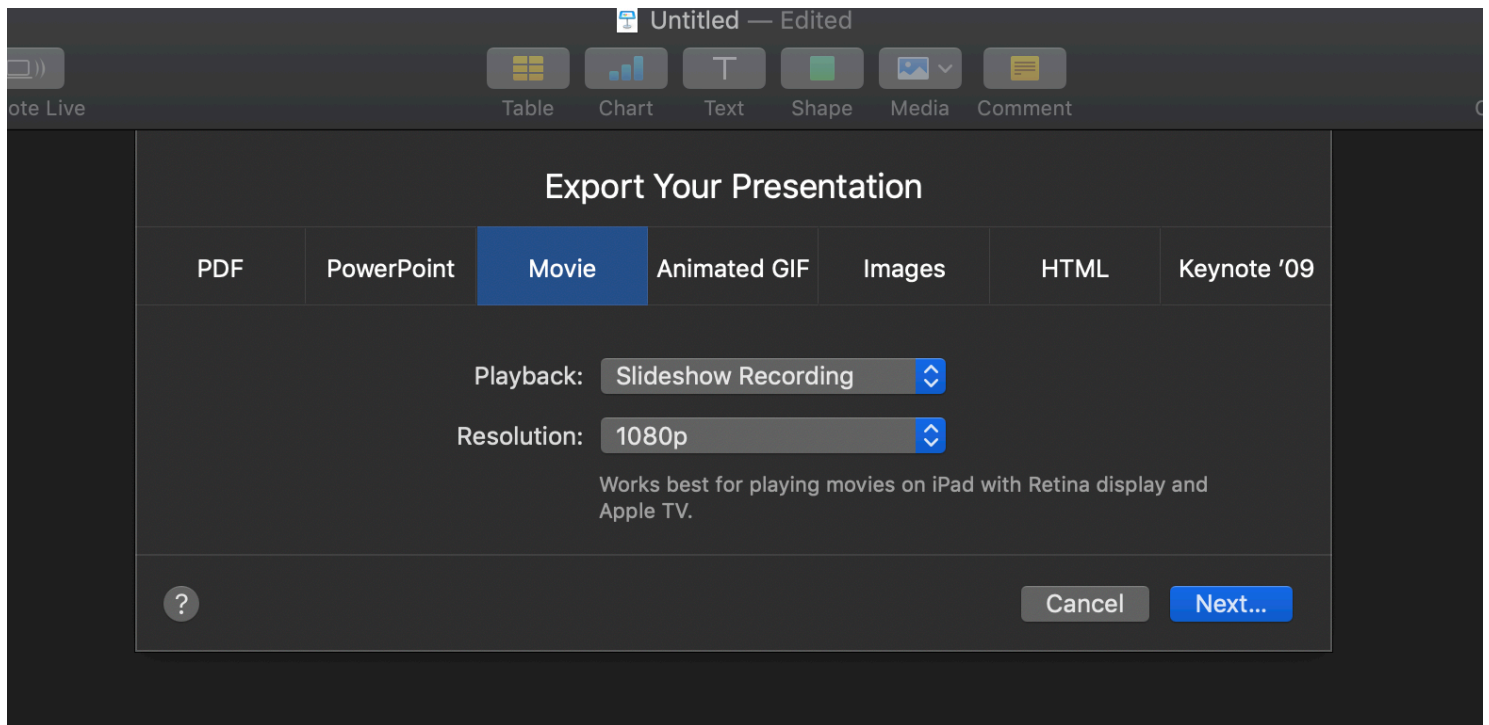 Untitled — Edited
ote Live
Table Chart Text Shape Media Comment
Export Your Presentation
PDF PowerPoint Movie Animated GIF Images HTML Keynote ’09
Playback: Slideshow Recording
Resolution: 1080p
Works best for playing movies on iPad with Retina display and
Apple TV.
? Cancel Next...